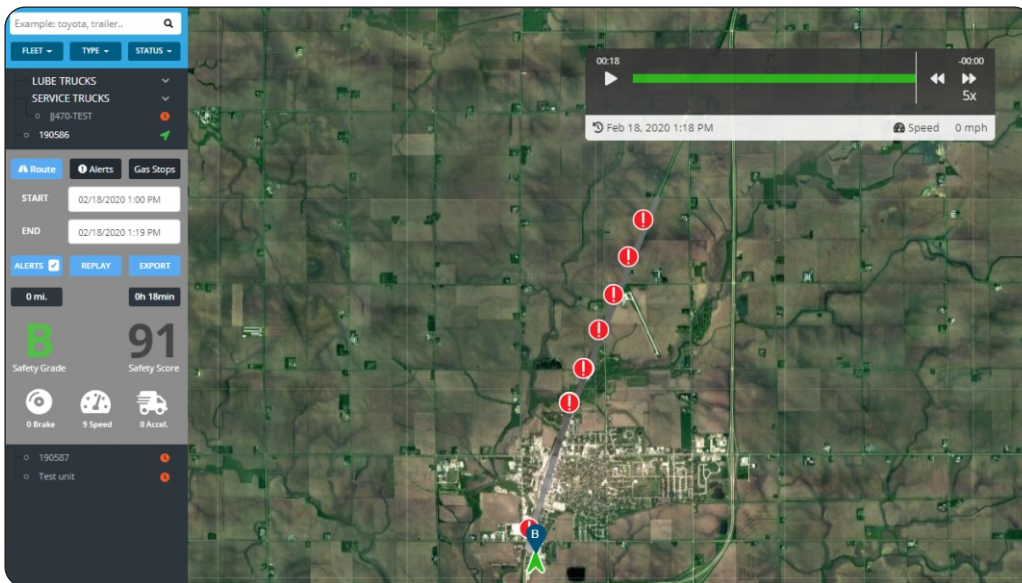 Example: toyota, trailer..
FLEET TYPE STATUS
LUBE TRUCKS
SERVICE TRUCKS
JJ470-TEST
190586
Route Alerts Gas Stops
START 02/18/2020 1:00 PM
END 02/18/2020 1:19 PM
ALERTS REPLAY EXPORT
0 mi. 0h 18min
B 91
Safety Grade Safety Score
0 Brake 9 Speed 0 Accel.
190587
Test unit
00:18 -00:00
5x
Feb 18, 2020 1:18 PM Speed 0 mph
B